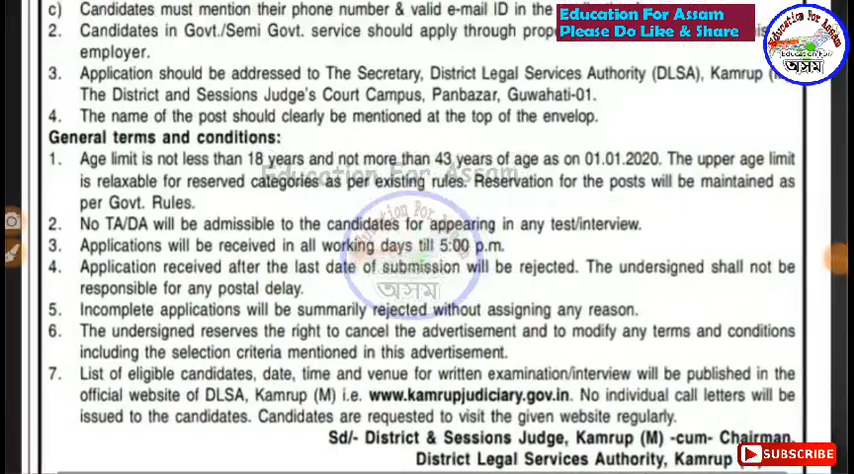 c) Candidates must mention their phone number & valid e-mail ID in the
Education For Assam
Please Do Like & Share
2. Candidates in Govt./Semi Govt. service should apply through
employer.
3. Application should be addressed to The Secretary, District Legal Services Authority (DLSA), Kamrup
The District and Sessions Judge's Court Campus, Panbazar, Guwahati-01.
4. The name of the post should clearly be mentioned at the top of the envelop.
General terms and conditions:
1. Age limit is not less than 18 years and not more than 43 years of age as on 01.01.2020. The upper age limit
is relaxable for reserved categories as per existing rules. Reservation for the posts will be maintained as
per Govt. Rules.
2. No TA/DA will be admissible to the candidates for appearing in any test/interview.
3. Applications will be received in all working days till 5:00 p.m.
4. Application received after the last date of submission will be rejected. The undersigned shall not be
responsible for any postal delay.
5. Incomplete applications will be summarily rejected without assigning any reason.
6. The undersigned reserves the right to cancel the advertisement and to modify any terms and conditions
including the selection criteria mentioned in this advertisement.
7. List of eligible candidates, date, time and venue for written examination/interview will be published in the
official website of DLSA, Kamrup (M) i.e. www.kamrupjudiciary.gov.in. No individual call letters will be
issued to the candidates. Candidates are requested to visit the given website regularly.
Sd/- District & Sessions Judge, Kamrup (M) -cum- Chairman,
District Legal Services Authority, Kamrup
SUBSCRIBE
Education For Assam
Education For Assam
অসম
Education For Assam
অসম